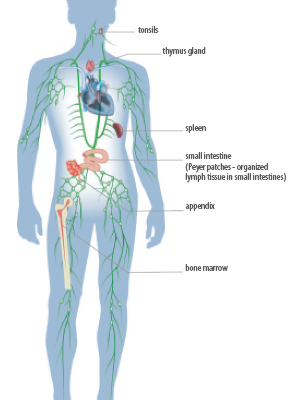 tonsils
thymus gland
spleen
small intestine
(Peyer patches – organized
lymph tissue in small intestines)
appendix
bone marrow